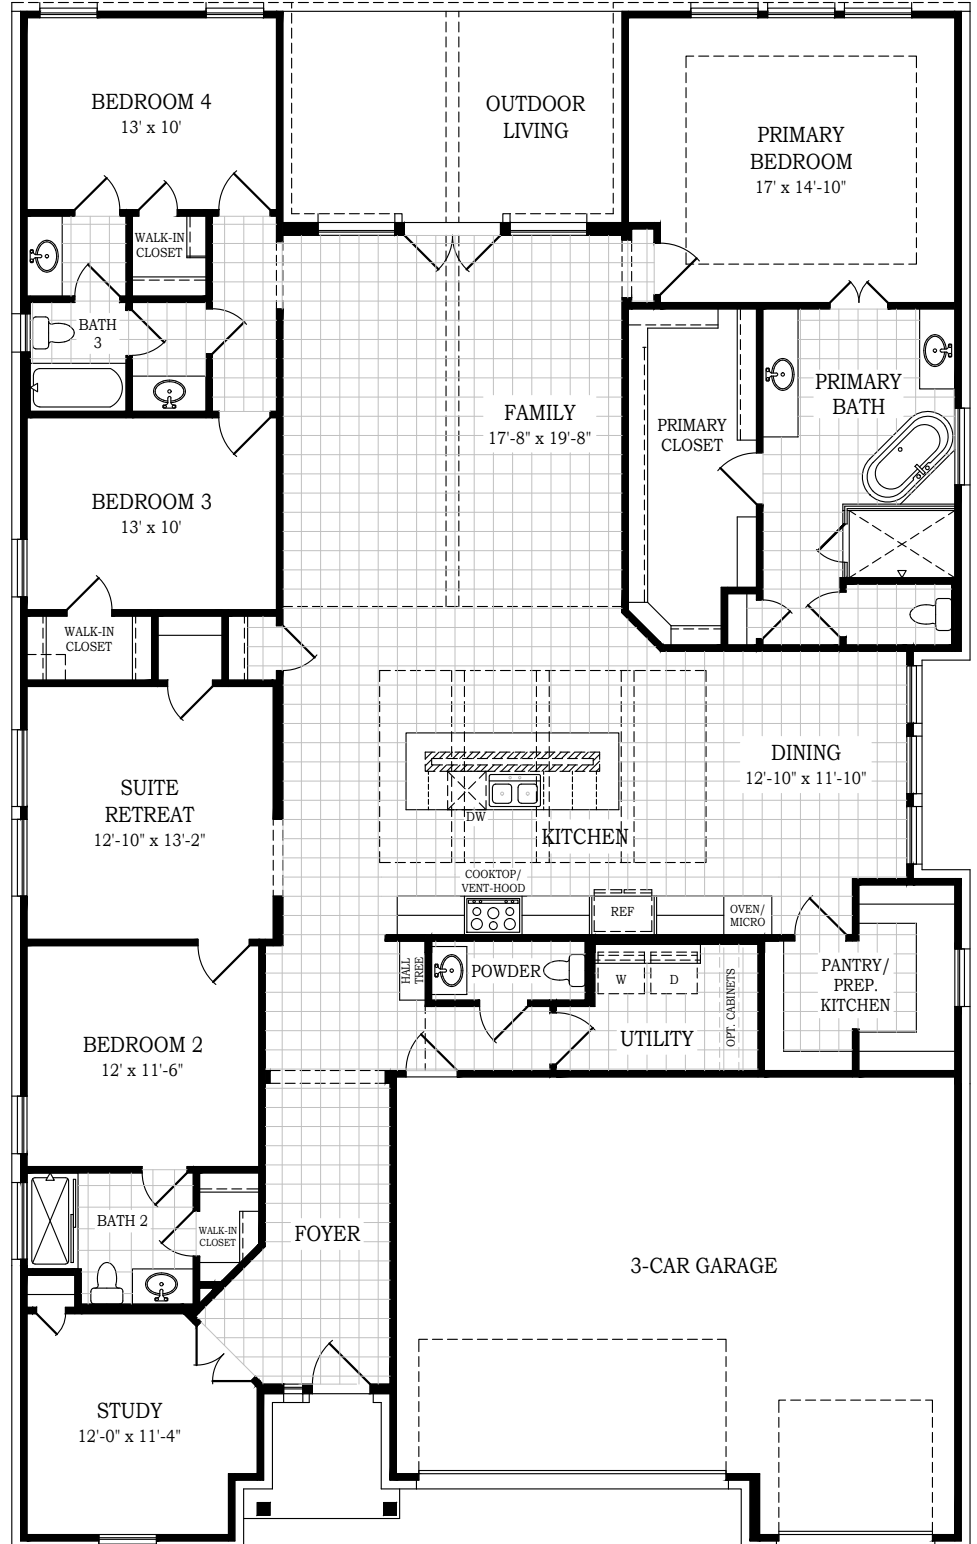 BEDROOM 4
13' x 10'
OUTDOOR
LIVING
PRIMARY
BEDROOM
17' x 14'-10"
WALK-IN
CLOSET
BATH
3
FAMILY
17'-8" x 19'-8"
PRIMARY
CLOSET
PRIMARY
BATH
BEDROOM 3
13' x 10'
WALK-IN
CLOSET
SUITE
RETREAT
12'-10" x 13'-2"
DINING
12'-10" x 11'-10"
DW
KITCHEN
COOKTOP/
VENT-HOOD
REF
OVEN/
MICRO
HALL
TREE
POWDER
W
D
OPT. CABINETS
UTILITY
PANTRY/
PREP.
KITCHEN
BEDROOM 2
12' x 11'-6"
BATH 2
WALK-IN
CLOSET
FOYER
3-CAR GARAGE
STUDY
12'-0" x 11'-4"